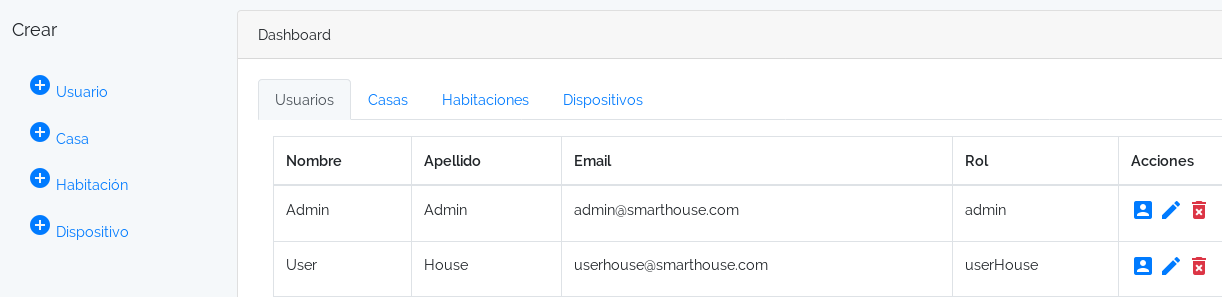 Crear
Usuario
Casa
Habitación
Dispositivo
Dashboard
Usuarios Casas Habitaciones Dispositivos
Nombre Apellido Email Rol Acciones
Admin Admin admin@smarthouse.com admin
User House userhouse@smarthouse.com userHouse